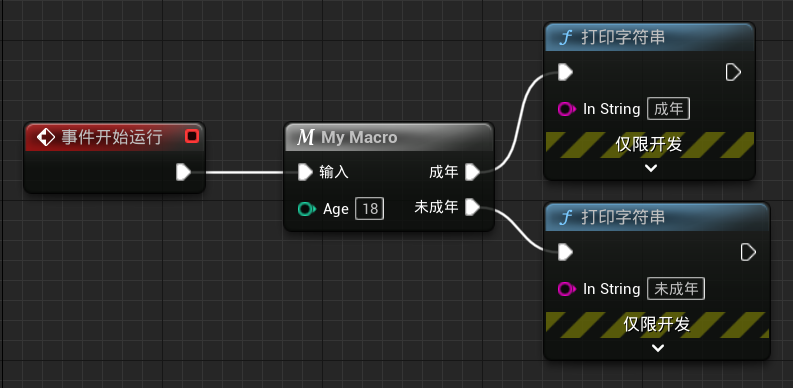 事件开始运行
M My Macro
输入
成年
Age 18
未成年
f 打印字符串
In String 成年
仅限开发
f 打印字符串
In String 未成年
仅限开发